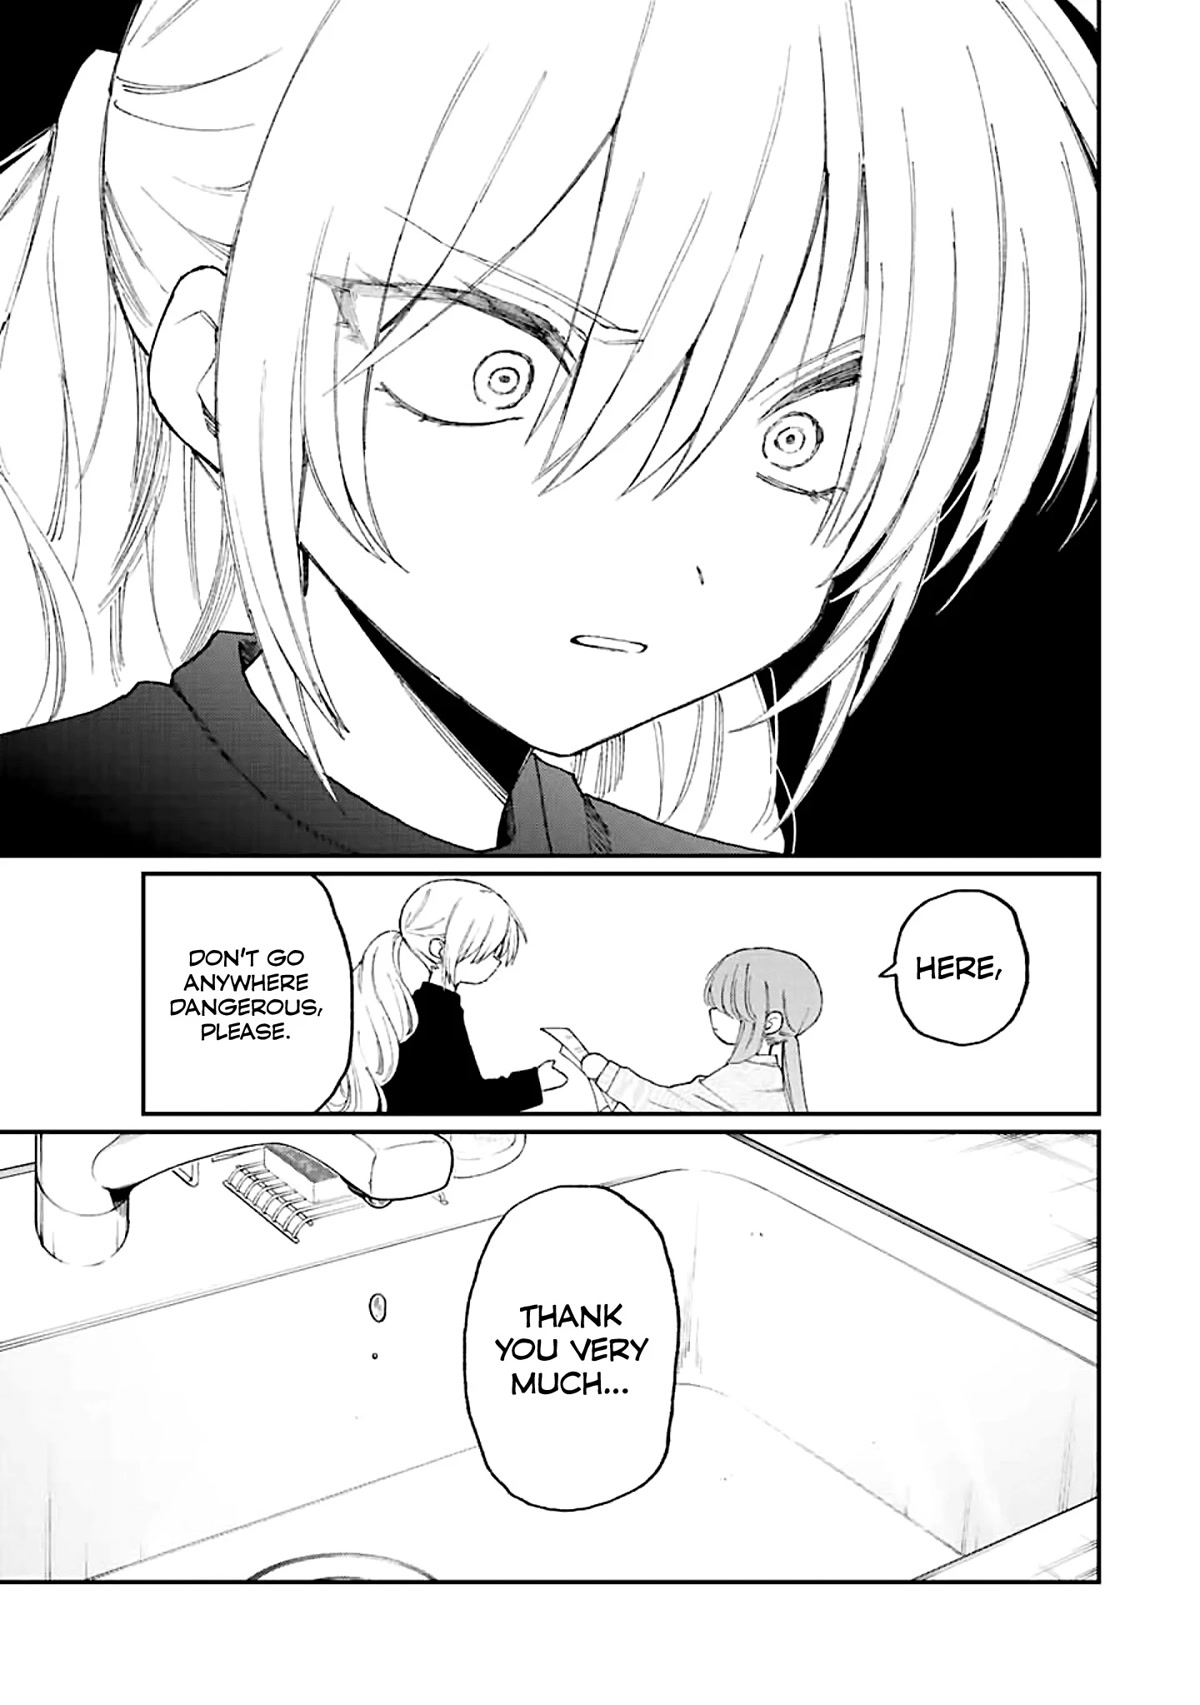 HERE,
DON'T GO
ANYWHERE
DANGEROUS,
PLEASE.
THANK
YOU VERY
MUCH...